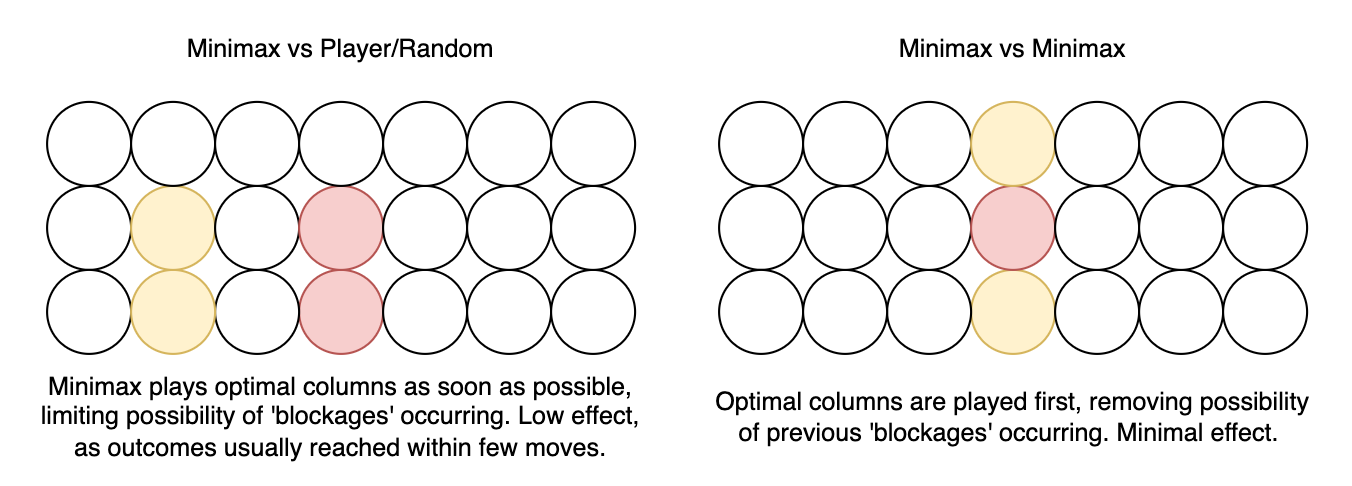 Minimax vs Player/Random
Minimax plays optimal columns as soon as possible,
limiting possibility of 'blockages' occurring. Low effect,
as outcomes usually reached within few moves.
Minimax vs Minimax
Optimal columns are played first, removing possibility
of previous 'blockages' occurring. Minimal effect.